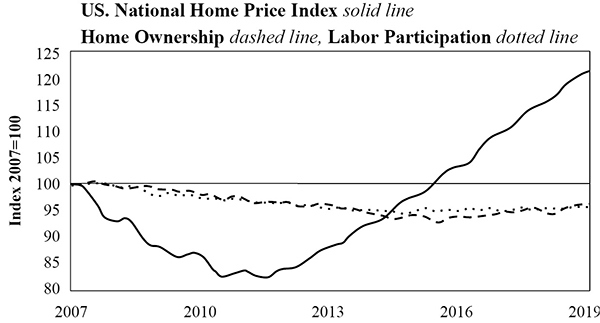 US. National Home Price Index solid line
Home Ownership dashed line, Labor Participation dotted line
Index 2007=100
125
120
115
110
105
100
95
90
85
80
2007 2010 2013 2016 2019